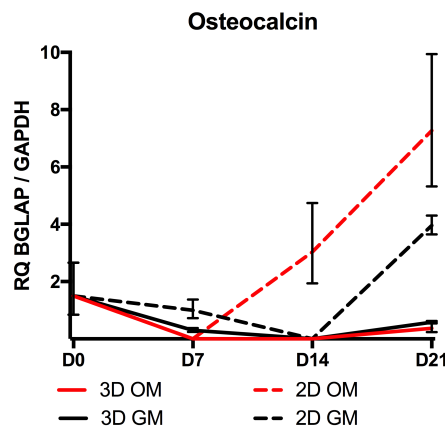 Osteocalcin
RQ BGLAP / GAPDH
10
8
6
4
2
D0 D7 D14 D21
3D OM 2D OM
3D GM 2D GM